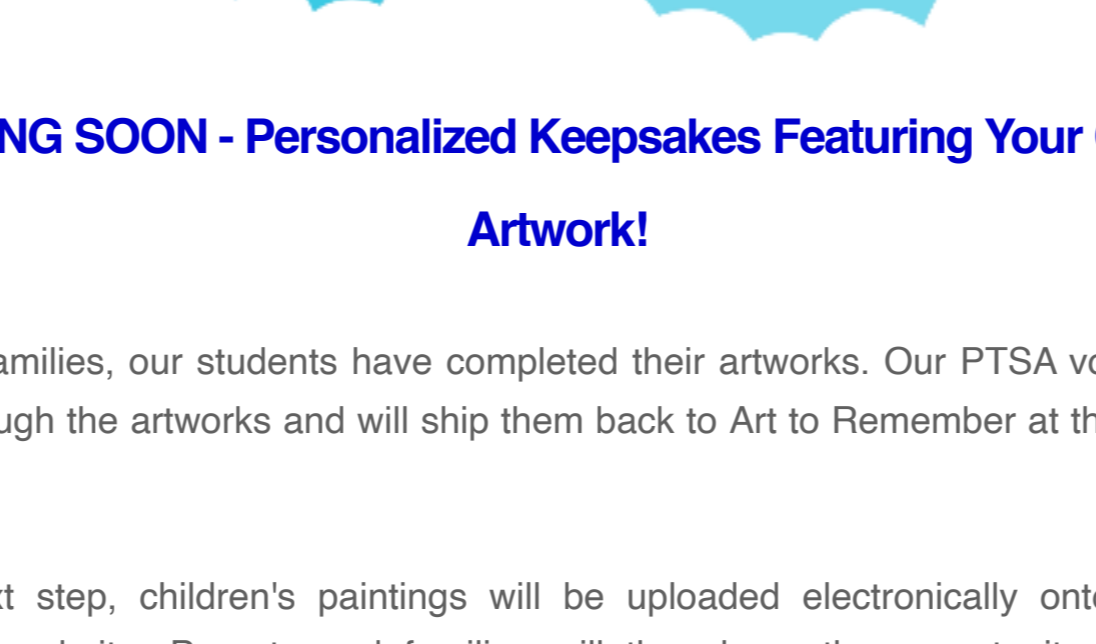 NG SOON - Personalized Keepsakes Featuring Your
Artwork!
amilies, our students have completed their artworks. Our PTSA vo
ugh the artworks and will ship them back to Art to Remember at th
xt step, children's paintings will be uploaded electronically onto